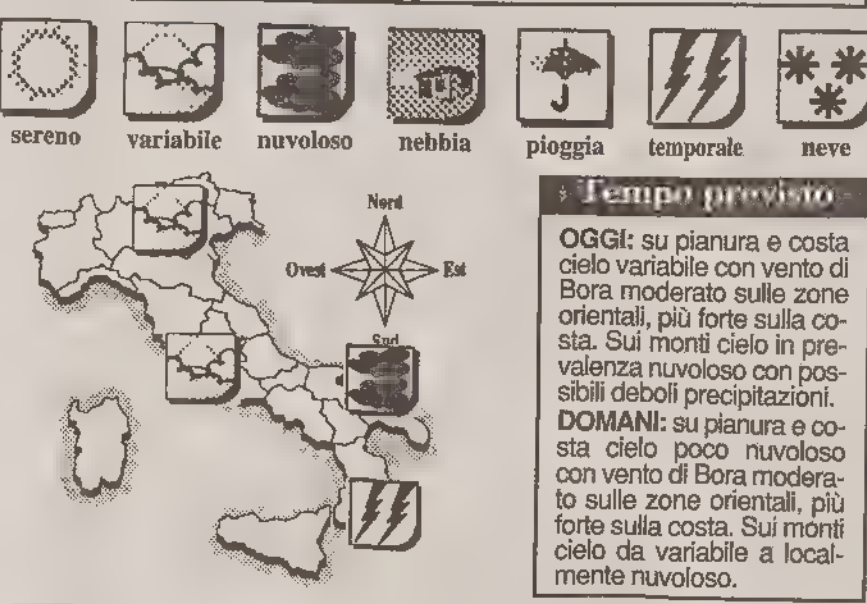 sereno variabile nuvoloso nebbia pioggia temporale neve
Nord
Ovest Est
Sud
Tempo previsto
OGGI: su pianura e costa
cielo variabile con vento di
Bora moderato sulle zone
orientali, più forte sulla co-
sta. Sui monti cielo in pre-
valenza nuvoloso con pos-
sibili deboli precipitazioni.
DOMANI: su pianura e co-
sta cielo poco nuvoloso
con vento di Bora modera-
to sulle zone orientali, più
forte sulla costa. Sui monti
cielo da variabile a local-
mente nuvoloso.